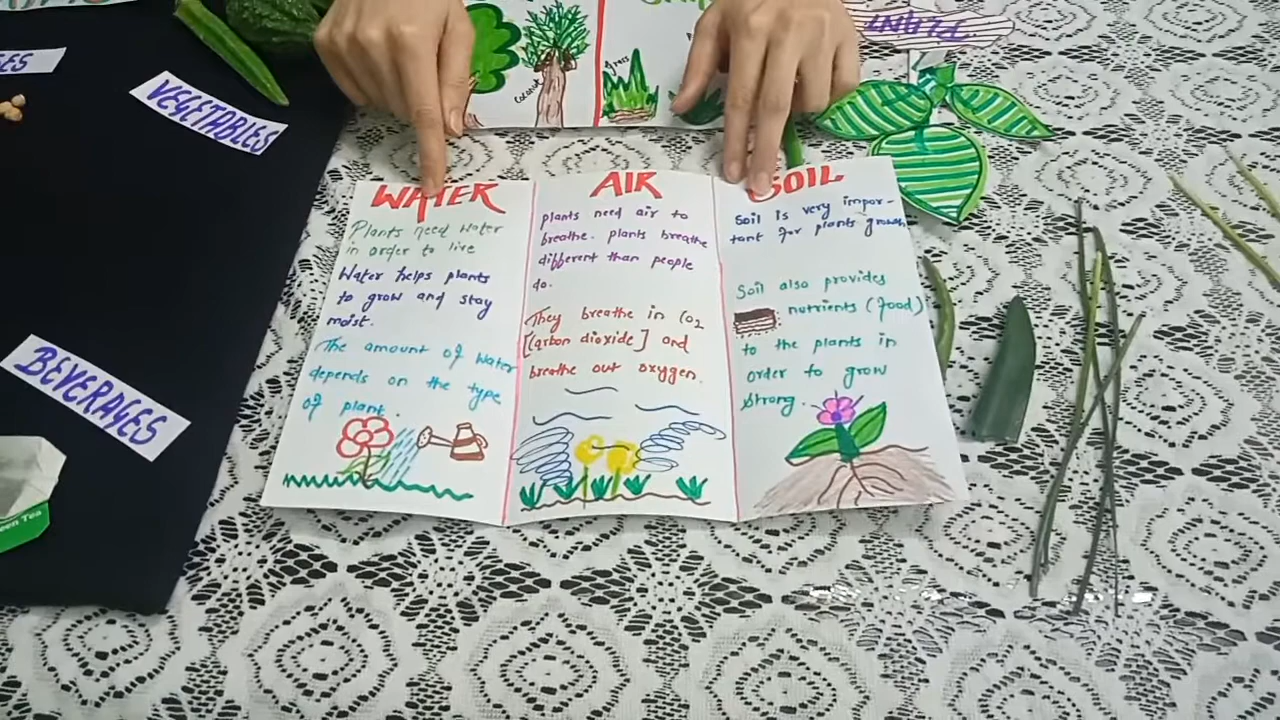 VEGETABLES
BEVERAGES
een Tea
coconut
grass
WATER
Plants need water
in order to live
Water helps plants
to grow and stay
moist.
The amount of water
depends on the type
of plant.
AIR
plants need air to
breathe. plants breathe
different than people
do.
They breathe in CO2
[carbon dioxide] and
breathe out oxygen.
SOIL
Soil is very impor-
tant for plants growth
Soil also provides
nutrients (food)
to the plants in
order to grow
strong.